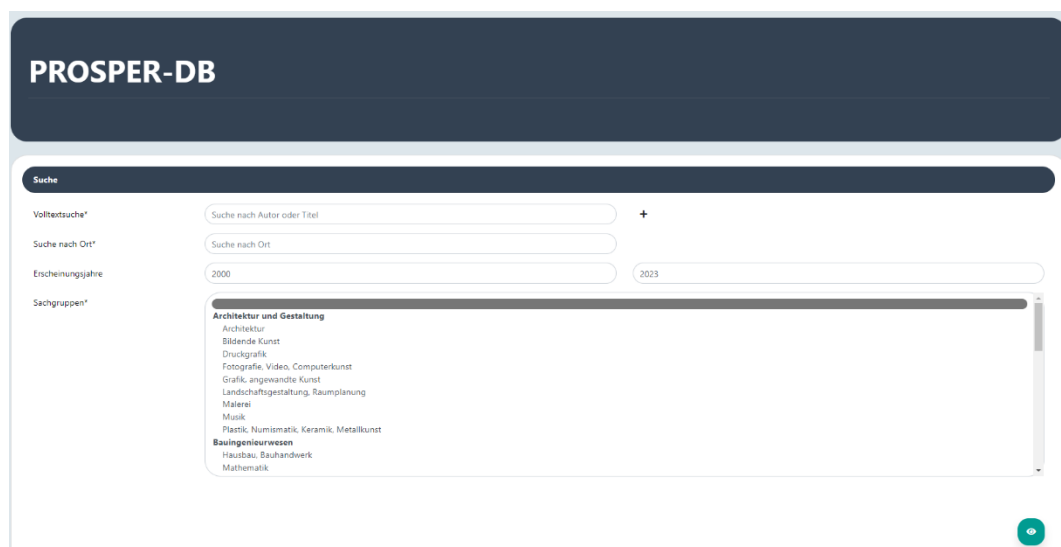 PROSPER-DB
Suche
Volltextsuche* Suche nach Autor oder Titel +
Suche nach Ort* Suche nach Ort
Erscheinungsjahre 2000 2023
Sachgruppen*
Architektur und Gestaltung
Architektur
Bildende Kunst
Druckgrafik
Fotografie, Video, Computerkunst
Grafik, angewandte Kunst
Landschaftsgestaltung, Raumplanung
Malerei
Musik
Plastik, Numismatik, Keramik, Metallkunst
Bauingenieurwesen
Hausbau, Bauhandwerk
Mathematik